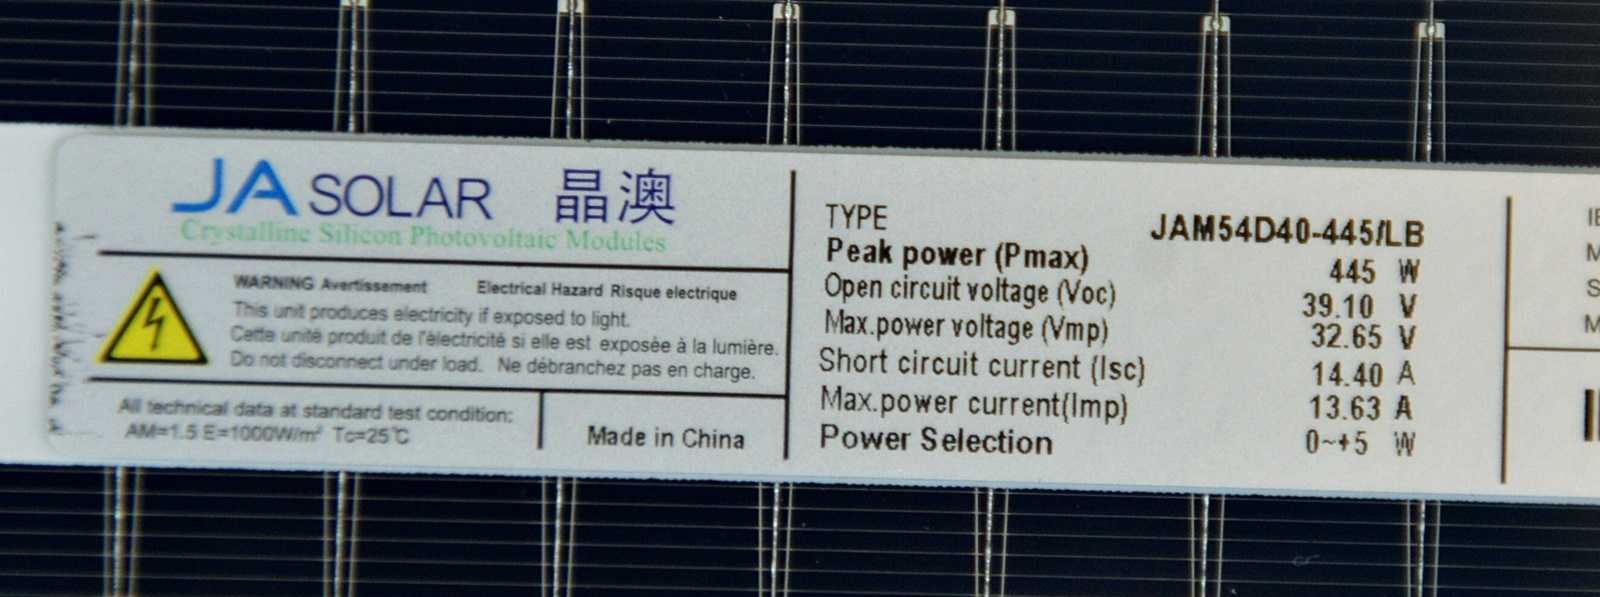 JA SOLAR 晶澳
Crystalline Silicon Photovoltaic Modules
WARNING Avertissement Electrical Hazard Risque electrique
This unit produces electricity if exposed to light.
Cette unité produit de l'èlectricité si elle est exposée à la lumière.
Do not disconnect under load. Ne débranchez pas en charge.
All technical data at standard test condition:
AM=1.5 E=1000W/m² Tc=25℃
Made in China
TYPE JAM54D40-445/LB
Peak power (Pmax) 445 W
Open circuit voltage (Voc) 39.10 V
Max.power voltage (Vmp) 32.65 V
Short circuit current (Isc) 14.40 A
Max.power current(Imp) 13.63 A
Power Selection 0~+5 W